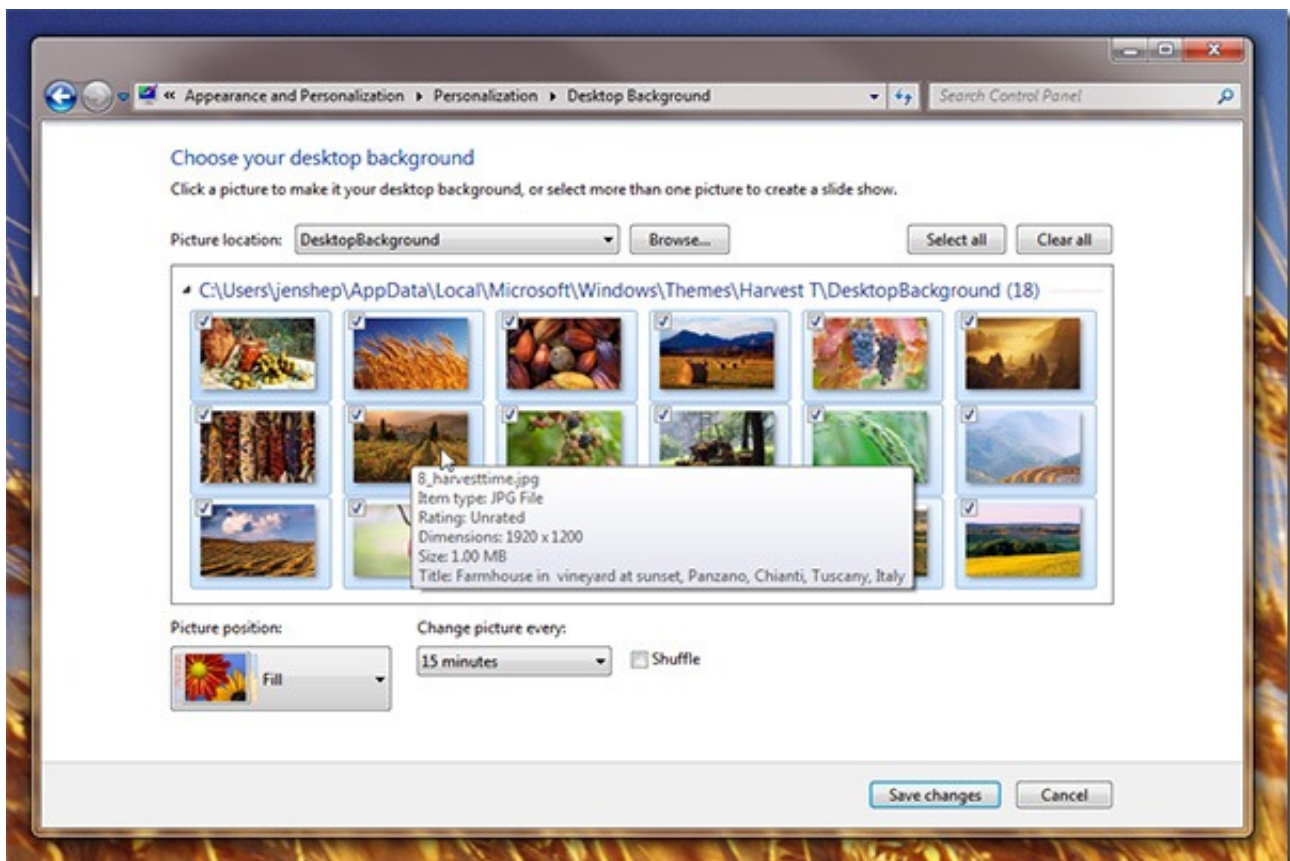 « Appearance and Personalization ▸ Personalization ▸ Desktop Background
Search Control Panel
Choose your desktop background
Click a picture to make it your desktop background, or select more than one picture to create a slide show.
Picture location: DesktopBackground Browse... Select all Clear all
C:\Users\jenshep\AppData\Local\Microsoft\Windows\Themes\Harvest T\DesktopBackground (18)
8_harvesttime.jpg
Item type: JPG File
Rating: Unrated
Dimensions: 1920 x 1200
Size: 1.00 MB
Title: Farmhouse in vineyard at sunset, Panzano, Chianti, Tuscany, Italy
Picture position: Change picture every:
Fill 15 minutes Shuffle
Save changes Cancel